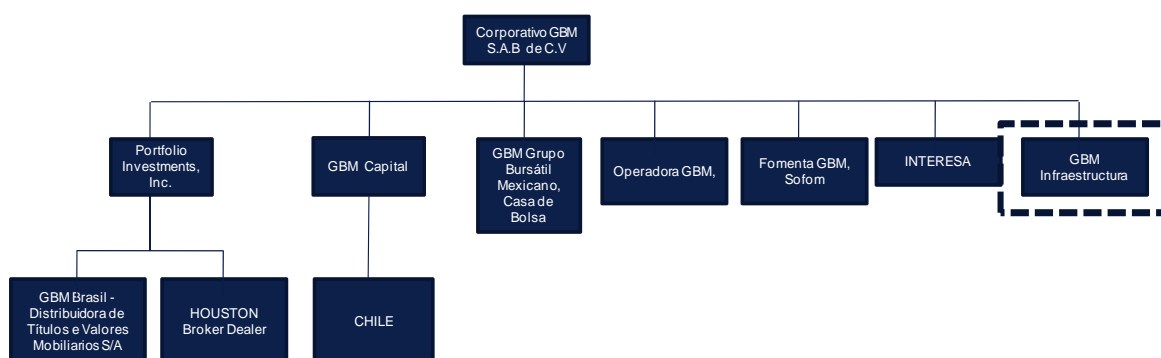 Corporativo GBM
S.A.B de C.V
Portfolio
Investments,
Inc.
GBM Capital
GBM Grupo
Bursátil
Mexicano,
Casa de
Bolsa
Operadora GBM,
Fomenta GBM,
Sofom
INTERESA
GBM
Infraestructura
GBM Brasil -
Distribuidora de
Títulos e Valores
Mobiliarios S/A
HOUSTON
Broker Dealer
CHILE